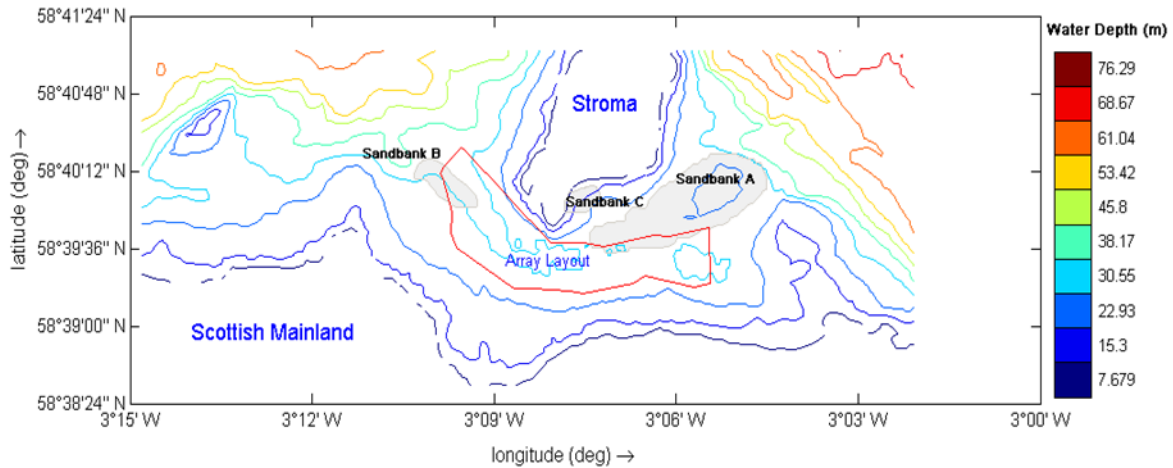 58°41'24" N
58°40'48" N
58°40'12" N
58°39'36" N
58°39'00" N
58°38'24" N
latitude (deg) →
Stroma
Sandbank B
Sandbank A
Sandbank C
Array Layout
Scottish Mainland
3°15'W
3°12'W
3°09'W
3°06'W
3°03'W
3°00'W
longitude (deg) →
Water Depth (m)
76.29
68.67
61.04
53.42
45.8
38.17
30.55
22.93
15.3
7.679